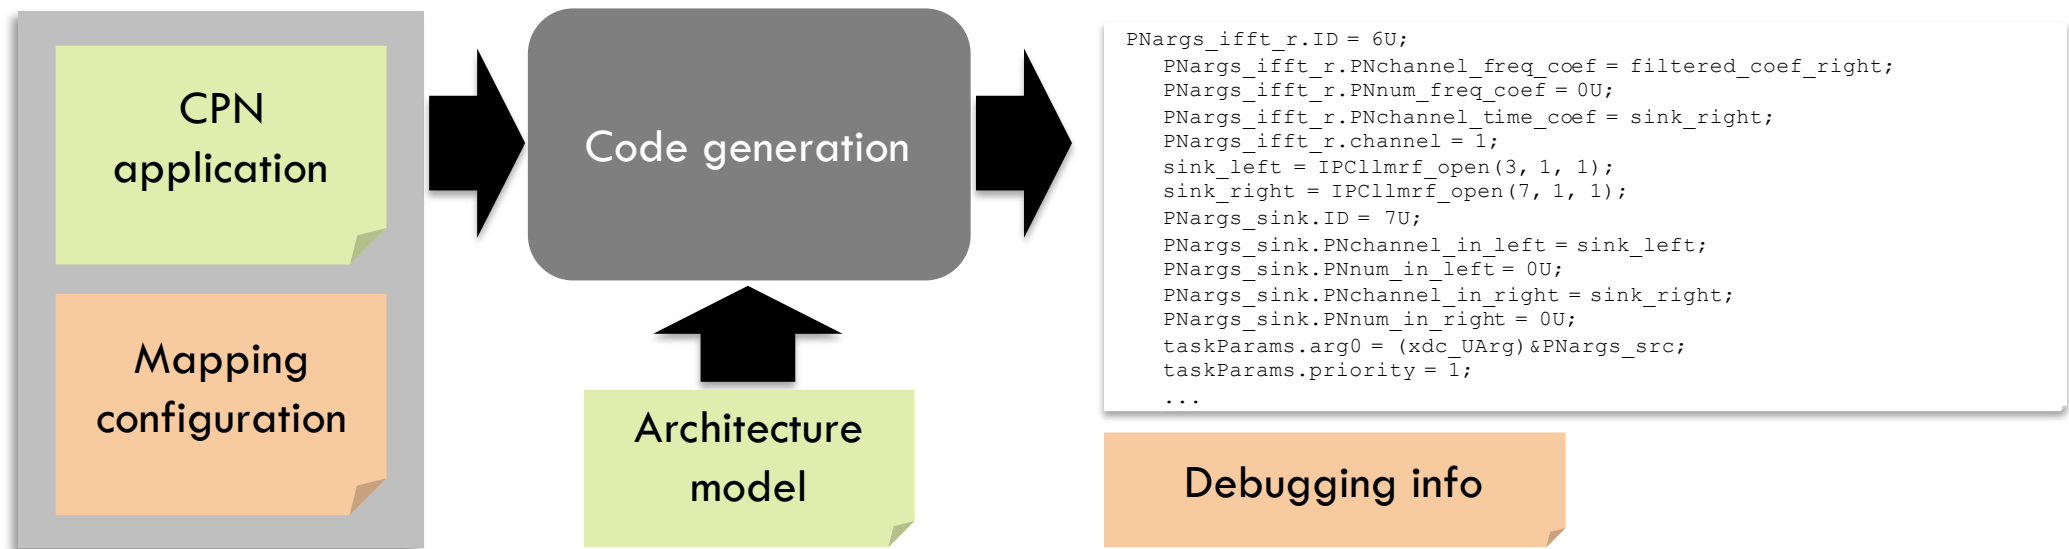 CPN
application
Mapping
configuration
Code generation
Architecture
model
PNargs_ifft_r.ID = 6U;
PNargs_ifft_r.PNchannel_freq_coef = filtered_coef_right;
PNargs_ifft_r.PNnum_freq_coef = 0U;
PNargs_ifft_r.PNchannel_time_coef = sink_right;
PNargs_ifft_r.channel = 1;
sink_left = IPCllmrf_open(3, 1, 1);
sink_right = IPCllmrf_open(7, 1, 1);
PNargs_sink.ID = 7U;
PNargs_sink.PNchannel_in_left = sink_left;
PNargs_sink.PNnum_in_left = 0U;
PNargs_sink.PNchannel_in_right = sink_right;
PNargs_sink.PNnum_in_right = 0U;
taskParams.arg0 = (xdc_UArg)&PNargs_src;
taskParams.priority = 1;
...
Debugging info